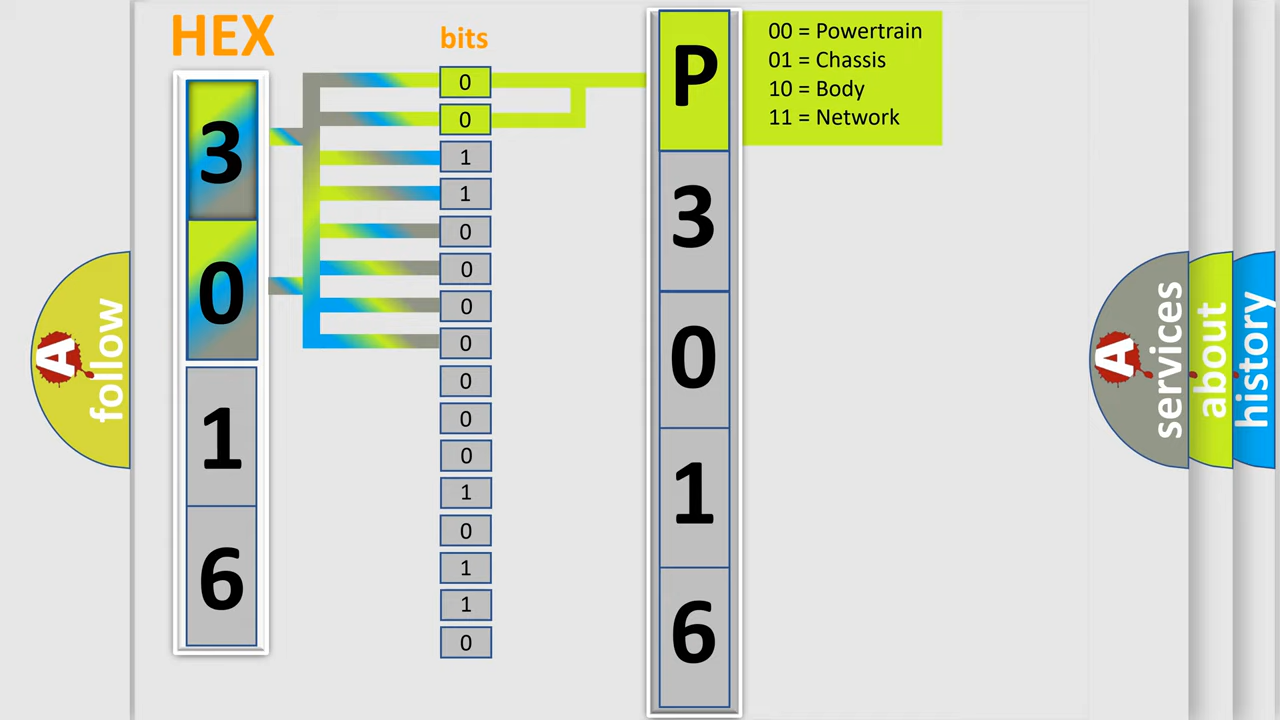 HEX
3
0
1
6
bits
0
0
1
1
0
0
0
0
0
0
0
1
0
1
1
0
P
3
0
1
6
00 = Powertrain
01 = Chassis
10 = Body
11 = Network
A
follow
A
services
about
history